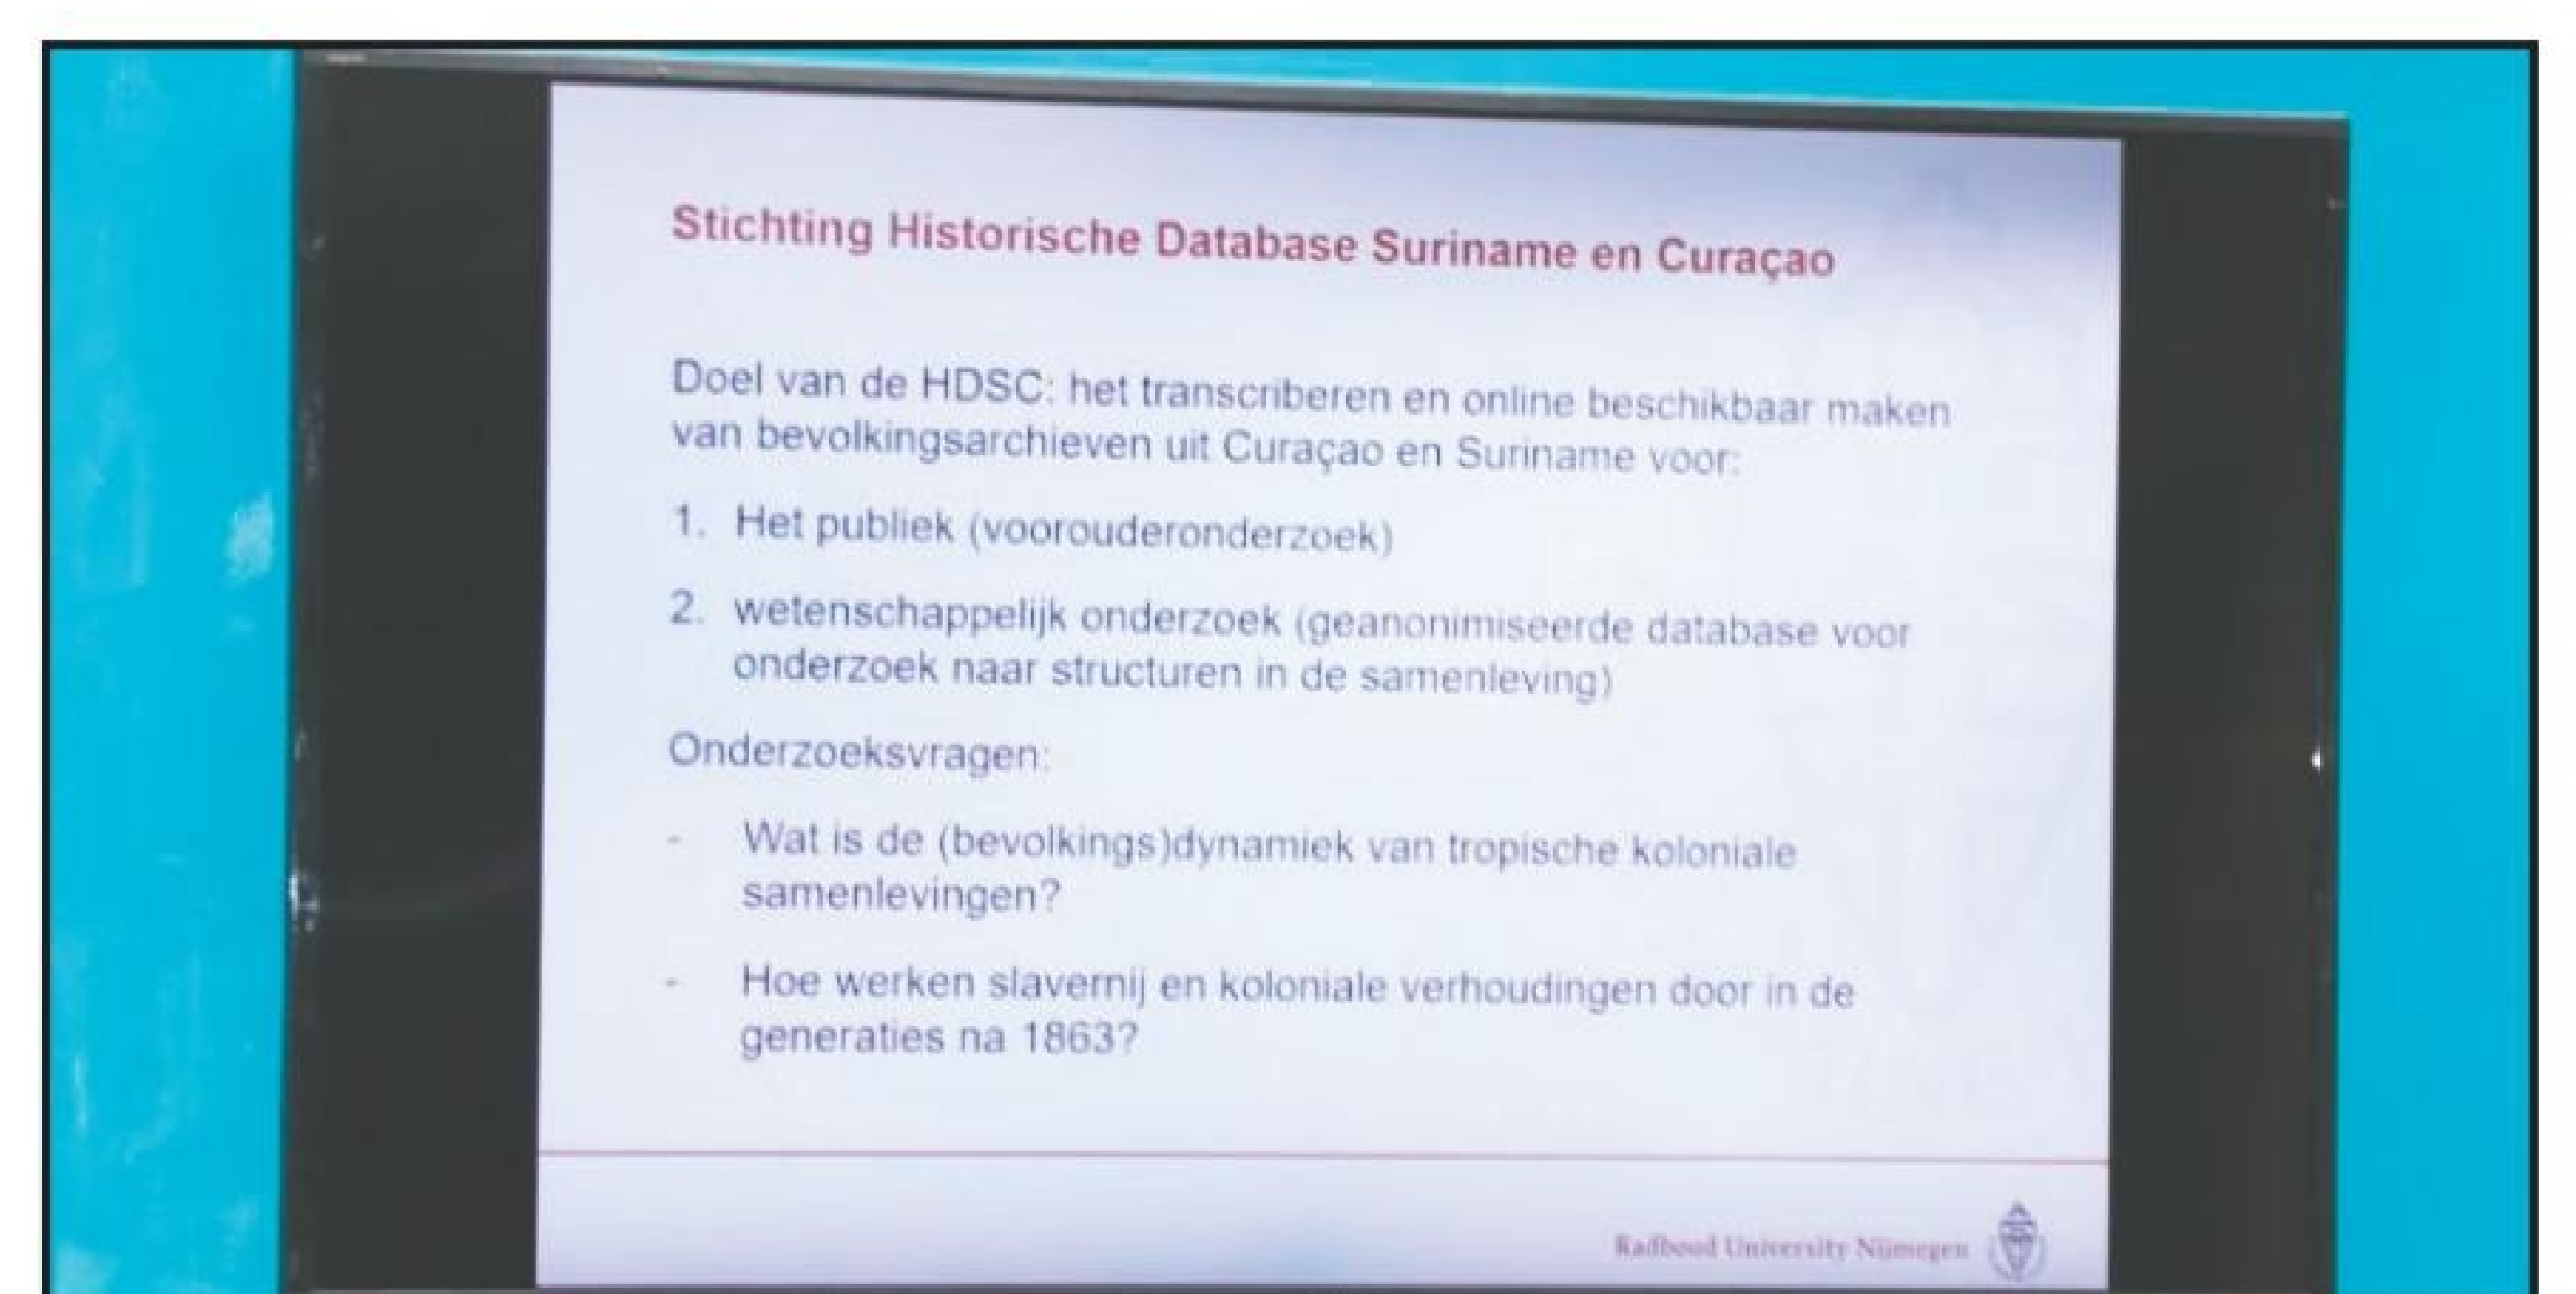 Stichting Historische Database Suriname en Curaçao
Doel van de HDSC: het transcriberen en online beschikbaar maken
van bevolkingsarchieven uit Curaçao en Suriname voor:
1. Het publiek (voorouderonderzoek)
2. wetenschappelijk onderzoek (geanonimiseerde database voor
onderzoek naar structuren in de samenleving)
Onderzoeksvragen:
- Wat is de (bevolkings)dynamiek van tropische koloniale
samenlevingen?
- Hoe werken slavernij en koloniale verhoudingen door in de
generaties na 1863?
Radboud University Nijmegen